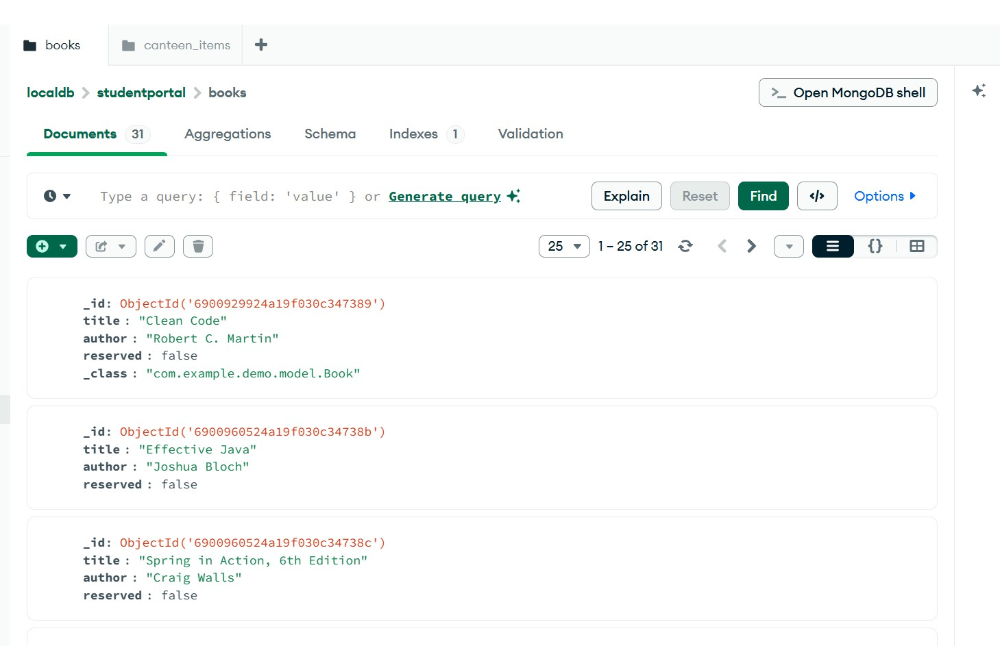 books canteen_items
localdb studentportal books Open MongoDB shell
Documents 31 Aggregations Schema Indexes 1 Validation
Type a query: { field: 'value' } or Generate query Explain Reset Find </> Options
25 1 – 25 of 31 {}
_id: ObjectId('6900929924a19f030c347389')
title : "Clean Code"
author : "Robert C. Martin"
reserved : false
_class : "com.example.demo.model.Book"
_id: ObjectId('6900960524a19f030c34738b')
title : "Effective Java"
author : "Joshua Bloch"
reserved : false
_id: ObjectId('6900960524a19f030c34738c')
title : "Spring in Action, 6th Edition"
author : "Craig Walls"
reserved : false